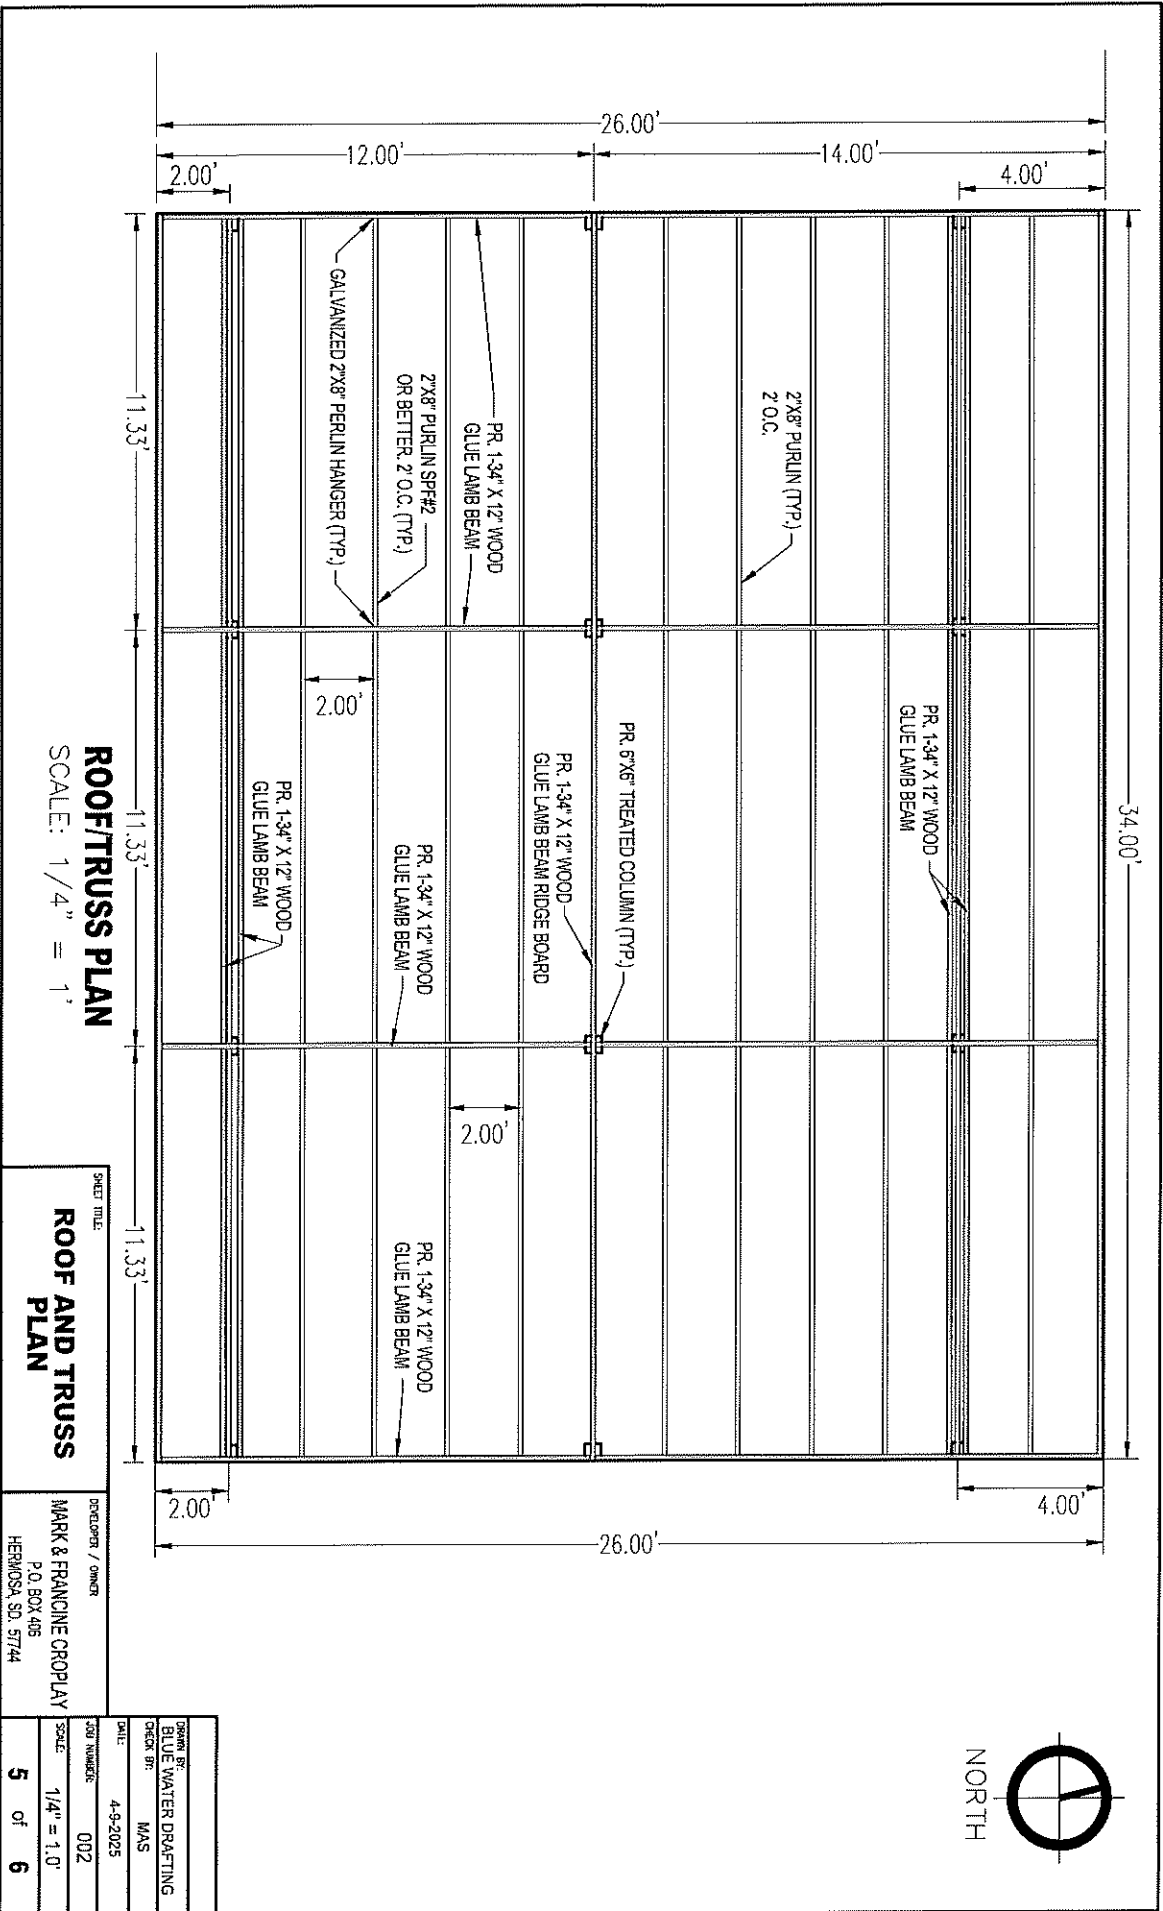 34.00'
26.00'
12.00'
14.00'
2.00'
4.00'
2"X8" PURLIN (TYP.)
2' O.C.
PR. 1-34" X 12" WOOD
GLUE LAMB BEAM
PR. 6"X6" TREATED COLUMN (TYP.)
PR. 1-34" X 12" WOOD
GLUE LAMB BEAM RIDGE BOARD
PR. 1-34" X 12" WOOD
GLUE LAMB BEAM
2"X8" PURLIN SPF#2
OR BETTER. 2' O.C. (TYP.)
GALVANIZED 2"X8" PERLIN HANGER (TYP.)
2.00'
PR. 1-34" X 12" WOOD
GLUE LAMB BEAM
PR. 1-34" X 12" WOOD
GLUE LAMB BEAM
2.00'
PR. 1-34" X 12" WOOD
GLUE LAMB BEAM
4.00'
2.00'
26.00'
11.33'
11.33'
11.33'
ROOF/TRUSS PLAN
SCALE: 1/4" = 1'
NORTH
SHEET TITLE:
ROOF AND TRUSS
PLAN
DEVELOPER / OWNER
MARK & FRANCINE CROPLAY
P.O. BOX 406
HERMOSA, SD. 57744
DRAWN BY:
BLUE WATER DRAFTING
CHECK BY:
MAS
DATE:
4-9-2025
JOB NUMBER:
002
SCALE:
1/4" = 1.0'
5 of 6